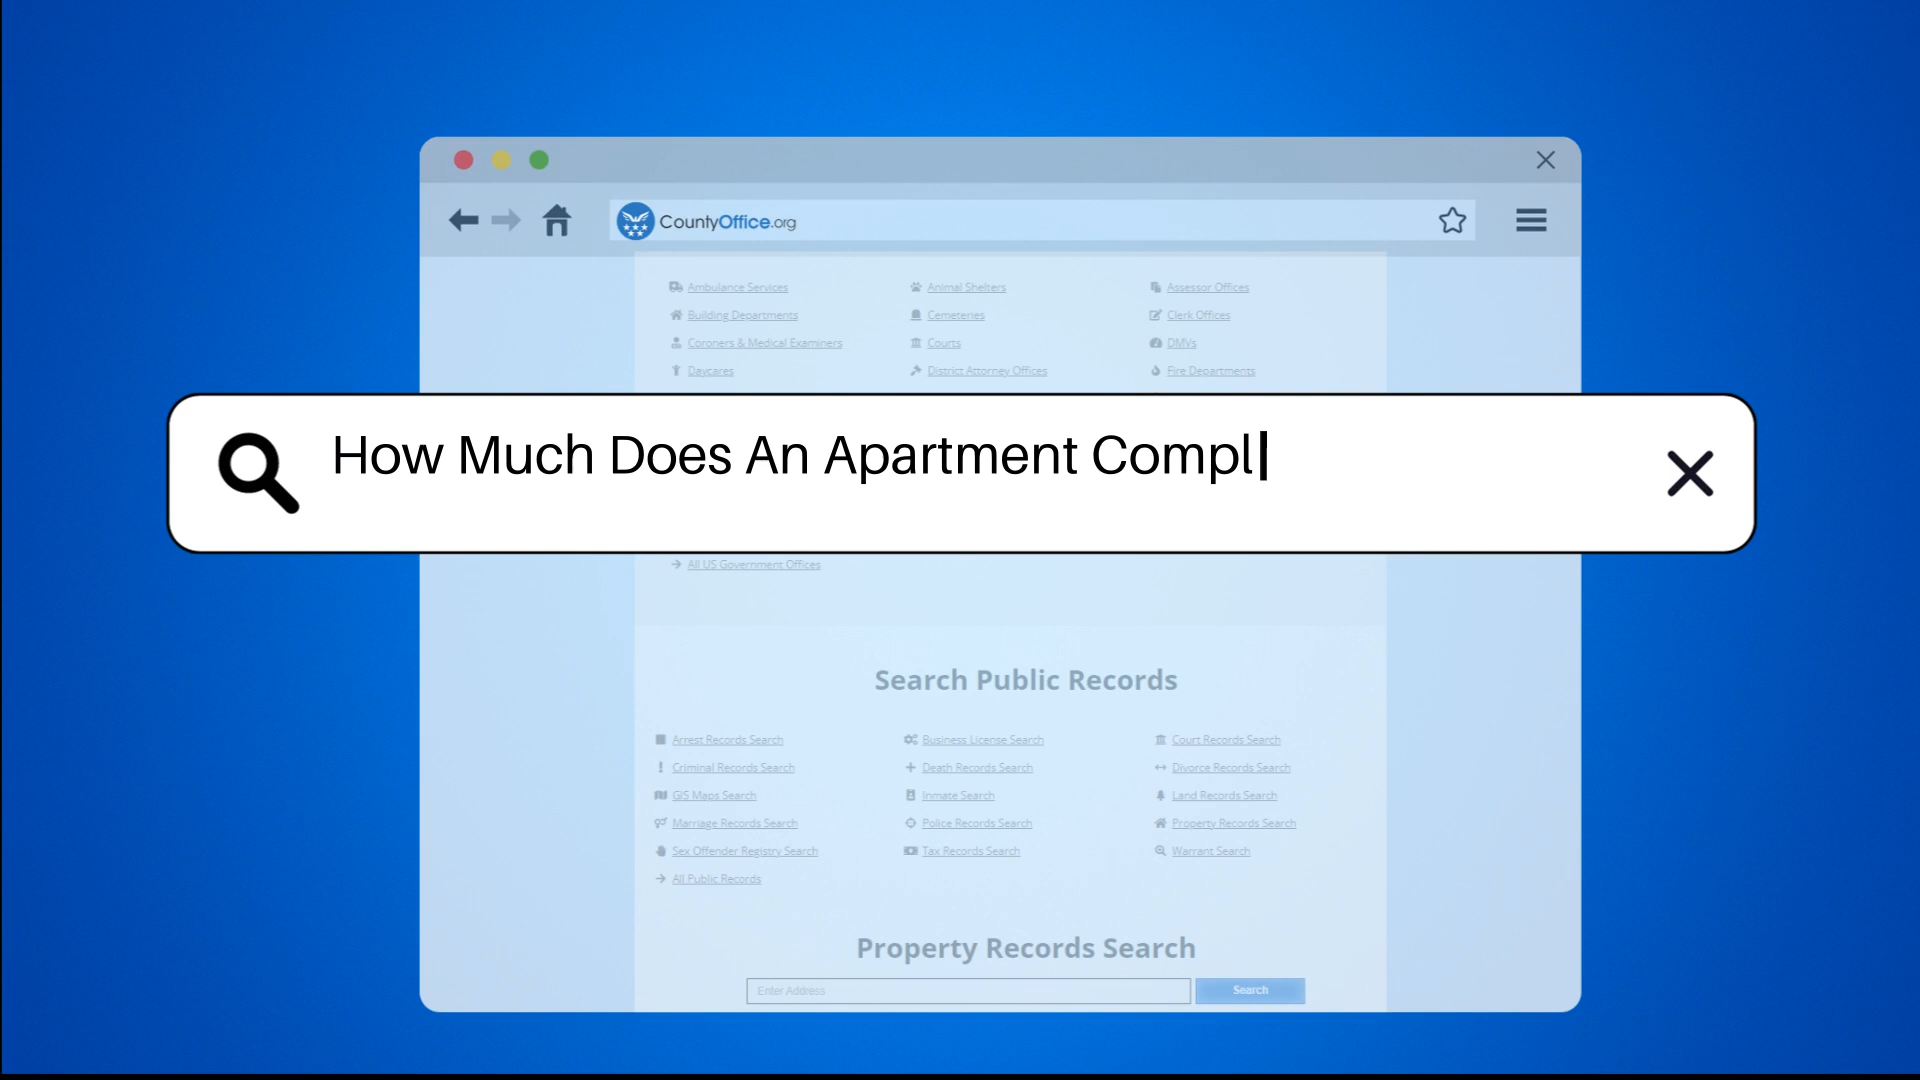 CountyOffice.org
Ambulance Services Animal Shelters Assessor Offices
Building Departments Cemeteries Clerk Offices
Coroners & Medical Examiners Courts DMVs
Daycares District Attorney Offices Fire Departments
How Much Does An Apartment Compl
All US Government Offices
Search Public Records
Arrest Records Search Business License Search Court Records Search
Criminal Records Search Death Records Search Divorce Records Search
GIS Maps Search Inmate Search Land Records Search
Marriage Records Search Police Records Search Property Records Search
Sex Offender Registry Search Tax Records Search Warrant Search
All Public Records
Property Records Search
Enter Address Search